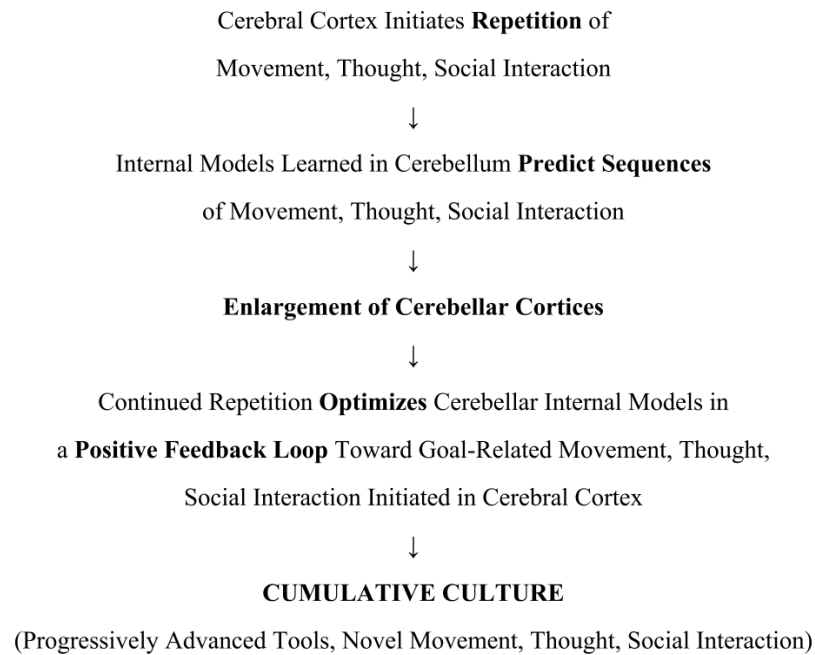 Cerebral Cortex Initiates Repetition of
Movement, Thought, Social Interaction
↓
Internal Models Learned in Cerebellum Predict Sequences
of Movement, Thought, Social Interaction
↓
Enlargement of Cerebellar Cortices
↓
Continued Repetition Optimizes Cerebellar Internal Models in
a Positive Feedback Loop Toward Goal-Related Movement, Thought,
Social Interaction Initiated in Cerebral Cortex
↓
CUMULATIVE CULTURE
(Progressively Advanced Tools, Novel Movement, Thought, Social Interaction)